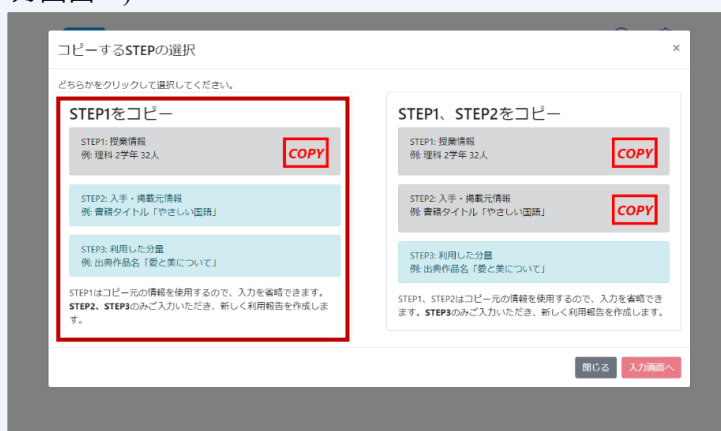 コピーするSTEPの選択
×
どちらかをクリックして選択してください。
STEP1をコピー
STEP1: 授業情報
例: 理科 2学年 32人
COPY
STEP2: 入手・掲載元情報
例: 書籍タイトル「やさしい国語」
STEP3: 利用した分量
例: 出典作品名「愛と美について」
STEP1はコピー元の情報を使用するので、入力を省略できます。
STEP2、STEP3のみご入力いただき、新しく利用報告を作成しま
す。
STEP1、STEP2をコピー
STEP1: 授業情報
例: 理科 2学年 32人
COPY
STEP2: 入手・掲載元情報
例: 書籍タイトル「やさしい国語」
COPY
STEP3: 利用した分量
例: 出典作品名「愛と美について」
STEP1、STEP2はコピー元の情報を使用するので、入力を省略でき
ます。STEP3のみご入力いただき、新しく利用報告を作成します。
閉じる
入力画面へ